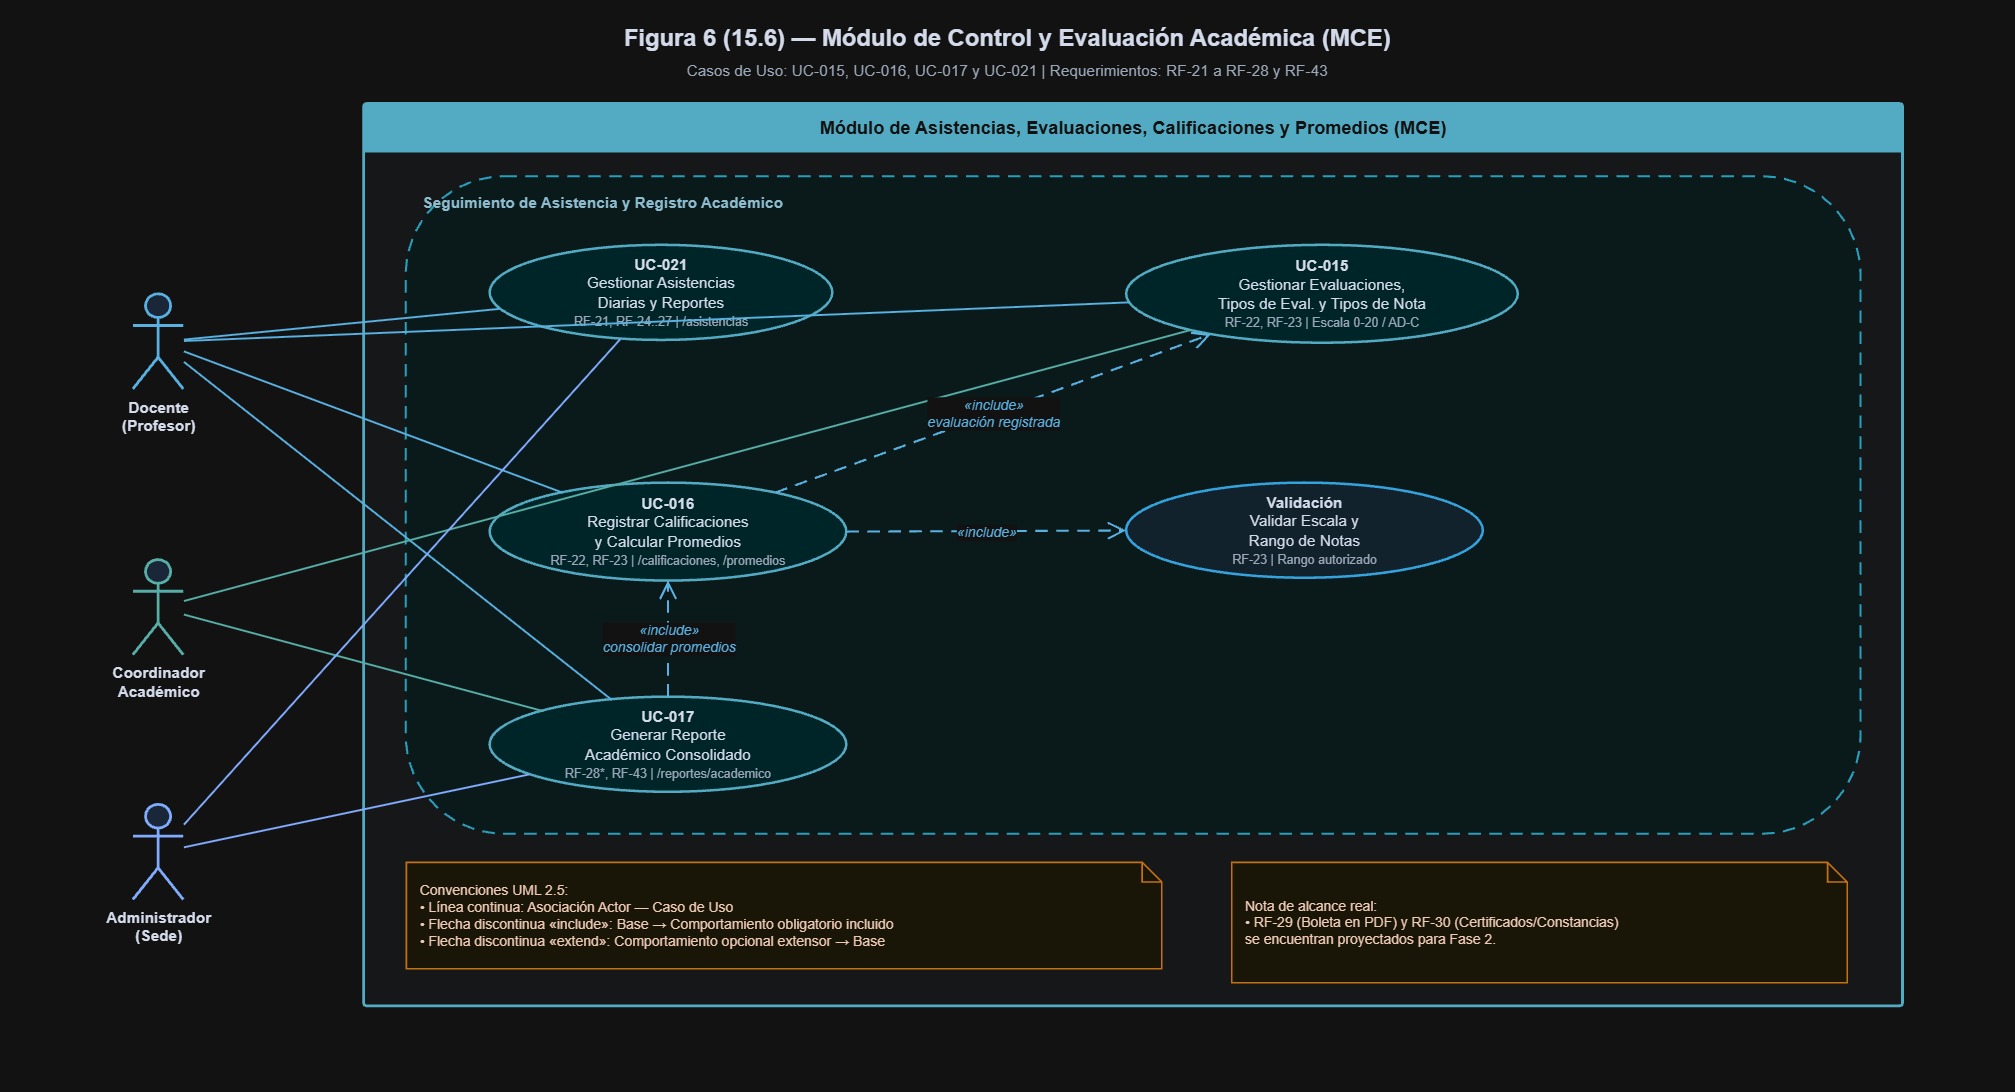 Figura 6 (15.6) — Módulo de Control y Evaluación Académica (MCE)
Casos de Uso: UC-015, UC-016, UC-017 y UC-021 | Requerimientos: RF-21 a RF-28 y RF-43
Módulo de Asistencias, Evaluaciones, Calificaciones y Promedios (MCE)
Seguimiento de Asistencia y Registro Académico
UC-021
Gestionar Asistencias
Diarias y Reportes
RF-21, RF-24..27 | /asistencias
UC-015
Gestionar Evaluaciones,
Tipos de Eval. y Tipos de Nota
RF-22, RF-23 | Escala 0-20 / AD-C
Docente
(Profesor)
«include»
evaluación registrada
UC-016
Registrar Calificaciones
y Calcular Promedios
RF-22, RF-23 | /calificaciones, /promedios
«include»
Validación
Validar Escala y
Rango de Notas
RF-23 | Rango autorizado
Coordinador
Académico
«include»
consolidar promedios
UC-017
Generar Reporte
Académico Consolidado
RF-28*, RF-43 | /reportes/academico
Administrador
(Sede)
Convenciones UML 2.5:
• Línea continua: Asociación Actor — Caso de Uso
• Flecha discontinua «include»: Base → Comportamiento obligatorio incluido
• Flecha discontinua «extend»: Comportamiento opcional extensor → Base
Nota de alcance real:
• RF-29 (Boleta en PDF) y RF-30 (Certificados/Constancias)
se encuentran proyectados para Fase 2.